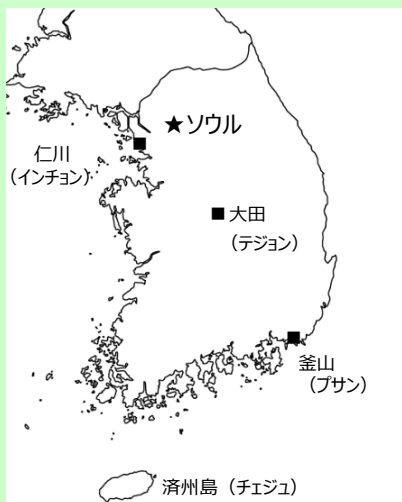 ★ソウル
仁川
（インチョン）
■大田
（テジョン）
釜山
（プサン）
済州島（チェジュ）